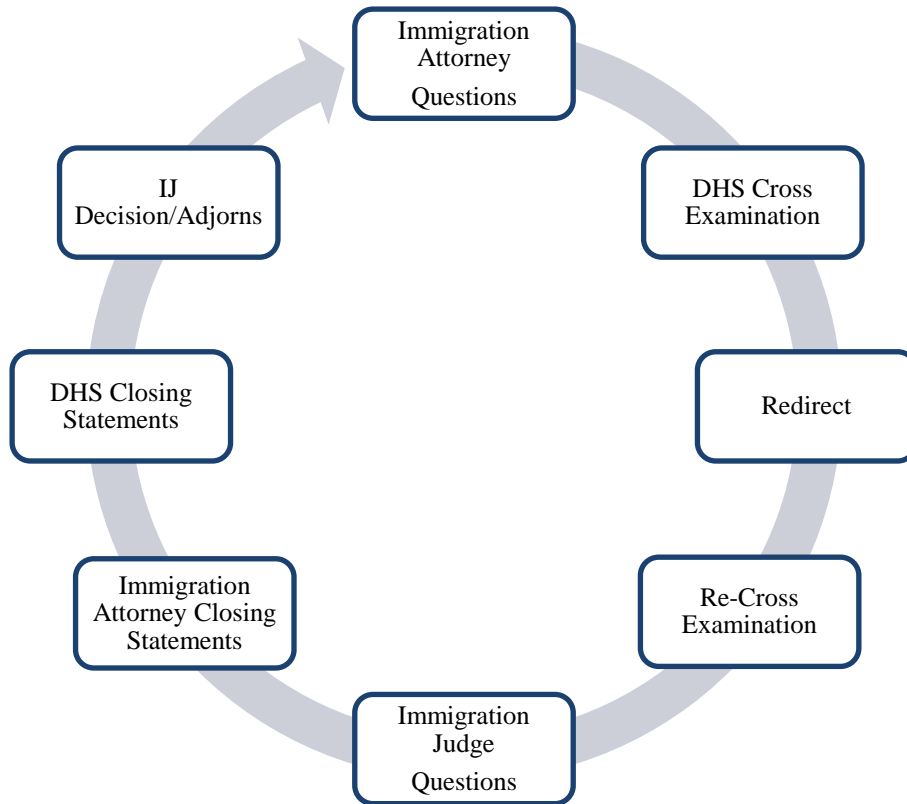 Immigration
Attorney
Questions
DHS Cross
Examination
Redirect
Re-Cross
Examination
Immigration
Judge
Questions
Immigration
Attorney Closing
Statements
DHS Closing
Statements
IJ
Decision/Adjorns